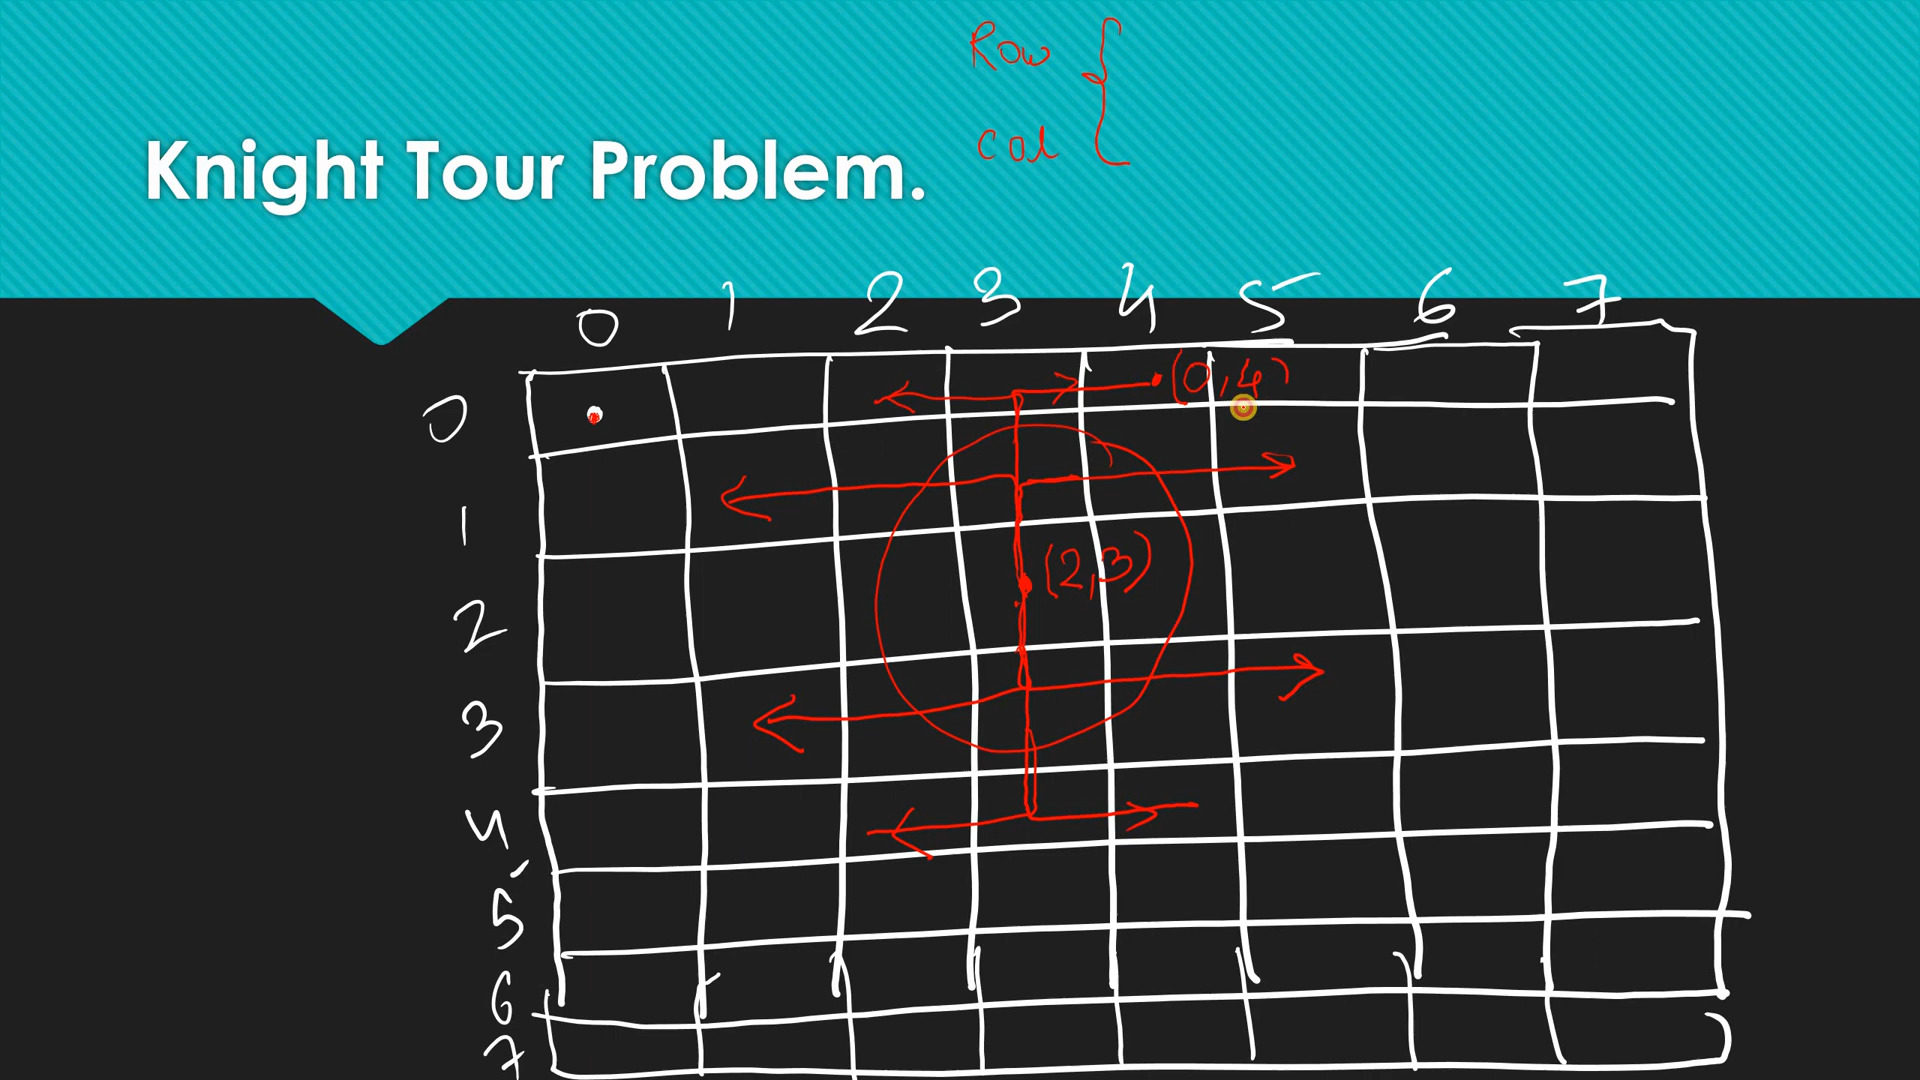 Row {
Col {
Knight Tour Problem.
0 1 2 3 4 5 6 7
0 (0,4)
1
2 (2,3)
3
4
5
6
7